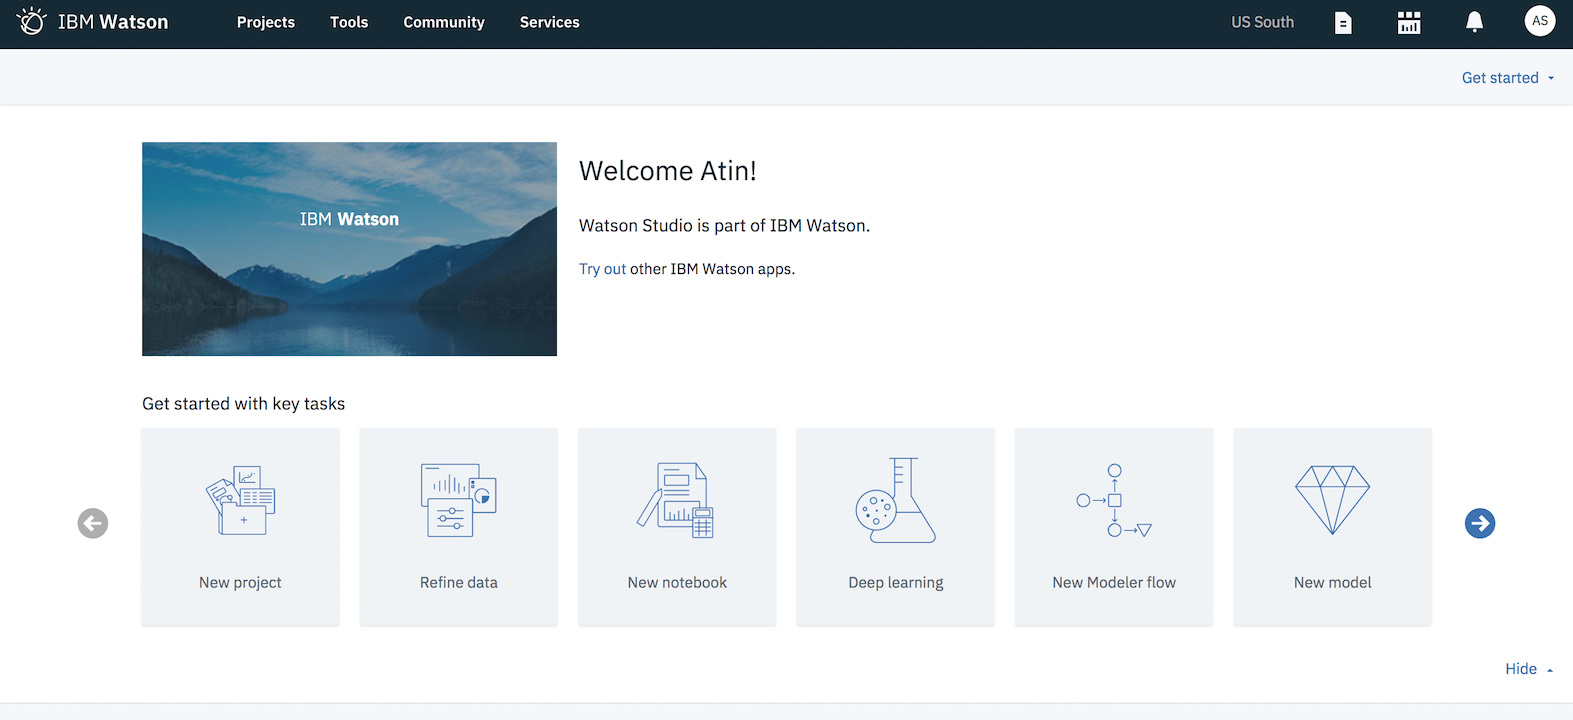 IBM Watson
Projects
Tools
Community
Services
US South
AS
Get started
IBM Watson
Welcome Atin!
Watson Studio is part of IBM Watson.
Try out other IBM Watson apps.
Get started with key tasks
New project
Refine data
New notebook
Deep learning
New Modeler flow
New model
Hide